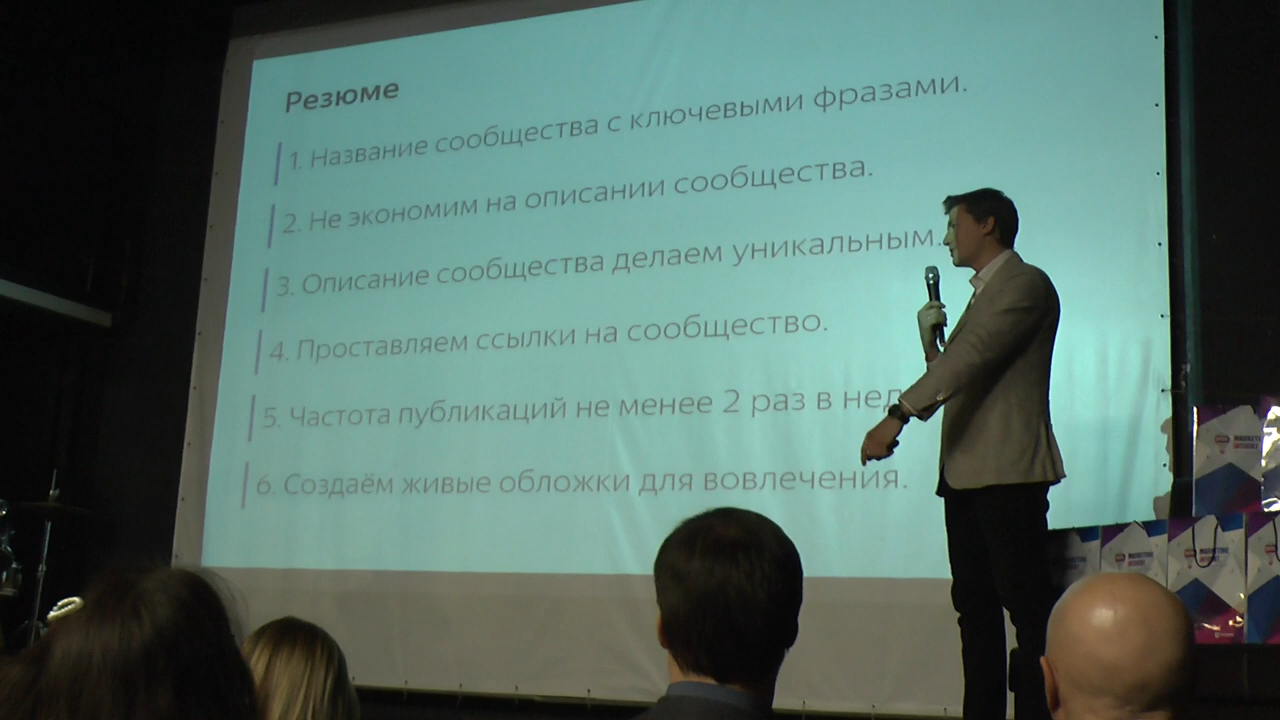 Резюме
1. Название сообщества с ключевыми фразами.
2. Не экономим на описании сообщества.
3. Описание сообщества делаем уникальным.
4. Проставляем ссылки на сообщество.
5. Частота публикаций не менее 2 раз в нед
6. Создаём живые обложки для вовлечения.